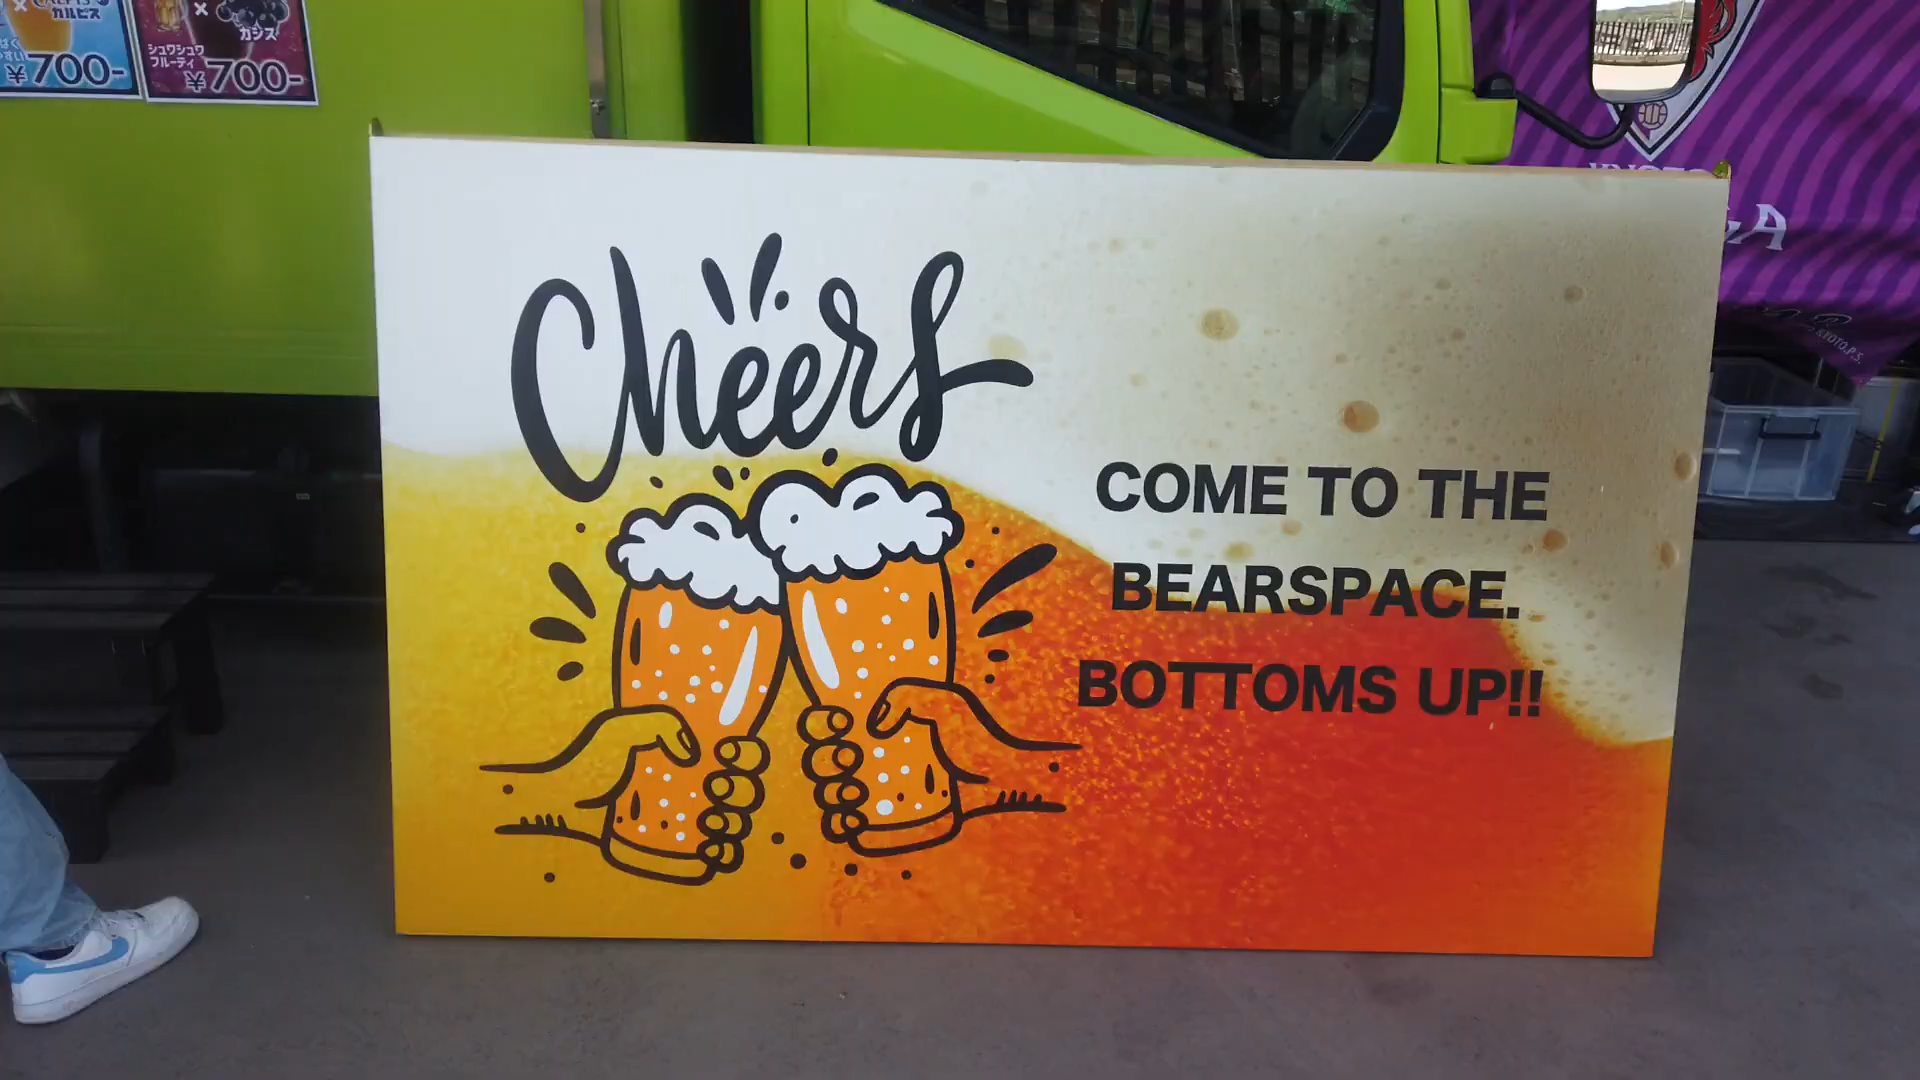 カルピス
¥700-
×
カシス
シュワシュワ
フルーティ
¥700-
Cheers
COME TO THE
BEARSPACE.
BOTTOMS UP!!
KYOTO.P.S.